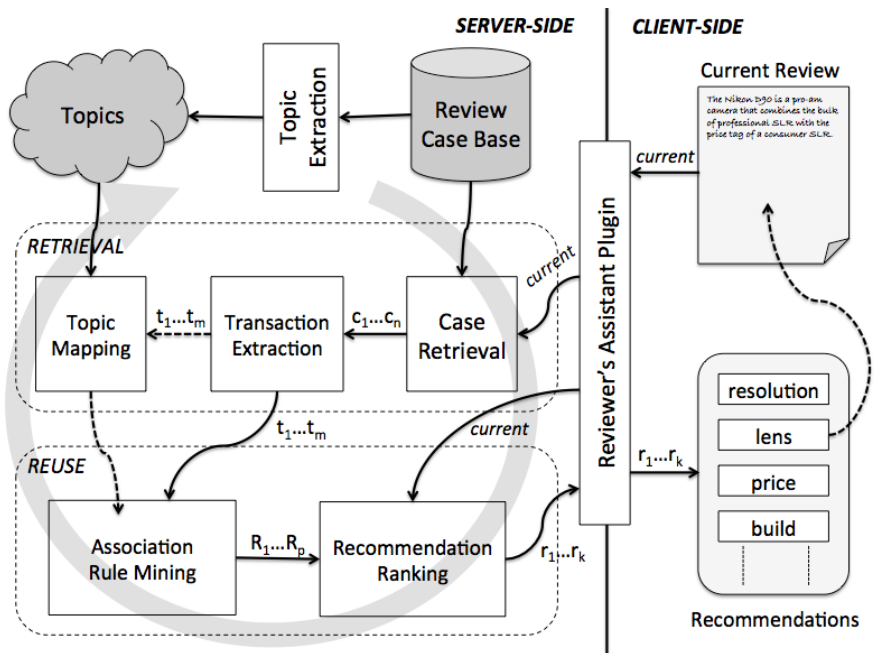 SERVER-SIDE
CLIENT-SIDE
Current Review
The Nikon D90 is a pro-am
camera that combines the bulk
of professional SLR with the
price tag of a consumer SLR.
Topics
Topic
Extraction
Review
Case Base
current
Reviewer's Assistant Plugin
RETRIEVAL
current
Topic
Mapping
t₁...tₘ
Transaction
Extraction
c₁...cₙ
Case
Retrieval
t₁...tₘ
current
REUSE
Association
Rule Mining
R₁...Rₚ
Recommendation
Ranking
r₁...rₖ
r₁...rₖ
resolution
lens
price
build
Recommendations